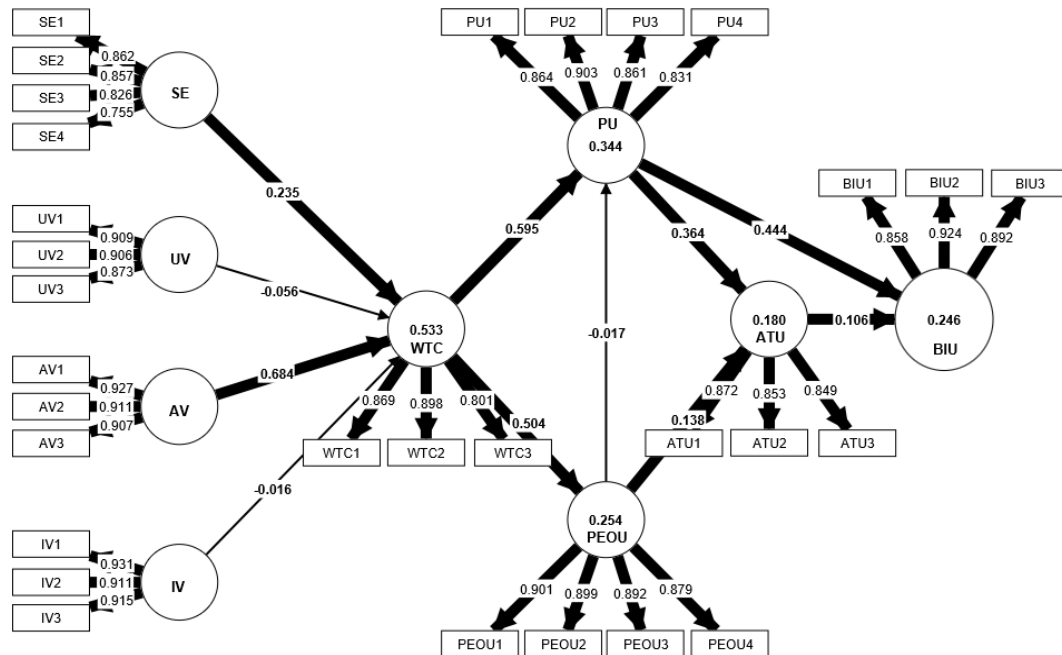 SE1
SE2
SE3
SE4
0.862
0.857
0.826
0.755
SE
0.235
UV1
UV2
UV3
0.909
0.906
0.873
UV
-0.056
AV1
AV2
AV3
0.927
0.911
0.907
AV
0.684
IV1
IV2
IV3
0.931
0.911
0.915
IV
-0.016
0.533
WTC
0.869
0.898
0.801
WTC1
WTC2
WTC3
0.595
0.504
PU1
PU2
PU3
PU4
0.864
0.903
0.861
0.831
PU
0.344
-0.017
0.364
0.444
0.254
PEOU
0.138
0.901
0.899
0.892
0.879
PEOU1
PEOU2
PEOU3
PEOU4
0.180
ATU
0.106
0.872
0.853
0.849
ATU1
ATU2
ATU3
BIU1
BIU2
BIU3
0.858
0.924
0.892
0.246
BIU